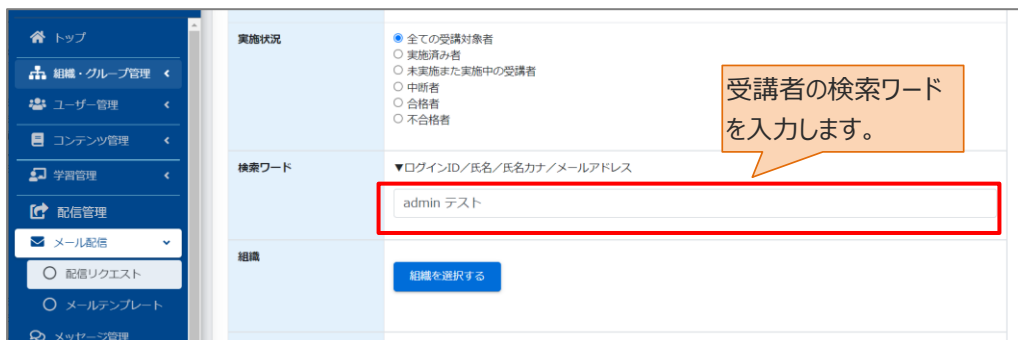 トップ
組織・グループ管理
ユーザー管理
コンテンツ管理
学習管理
配信管理
メール配信
配信リクエスト
メールテンプレート
メッセージ管理
実施状況
全ての受講対象者
実施済み者
未実施また実施中の受講者
中断者
合格者
不合格者
受講者の検索ワード
を入力します。
検索ワード
▼ログインID／氏名／氏名カナ／メールアドレス
admin テスト
組織
組織を選択する